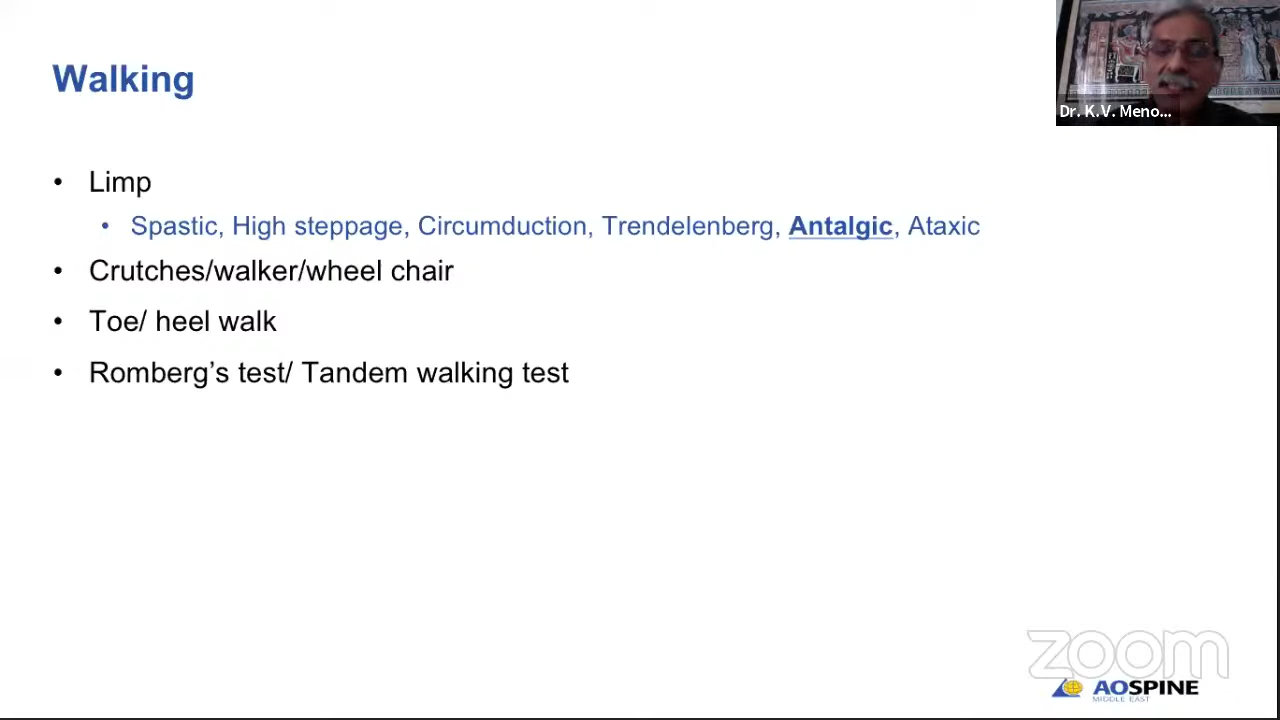 Walking
Dr. K.V. Meno...
• Limp
• Spastic, High steppage, Circumduction, Trendelenberg, Antalgic, Ataxic
• Crutches/walker/wheel chair
• Toe/ heel walk
• Romberg’s test/ Tandem walking test
zoom
AOSPINE
MIDDLE EAST